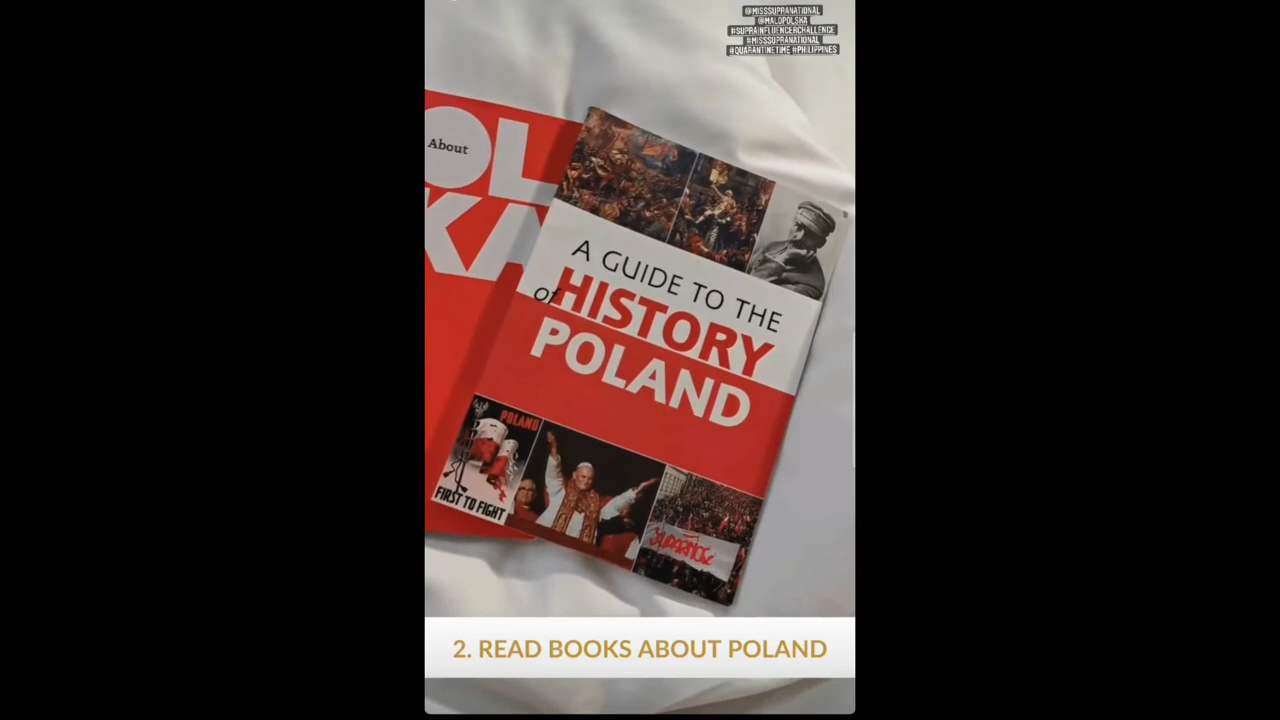 @MISSSUPRANATIONAL
@MALOPOLSKA
#SUPRAINFLUENCERCHALLENGE
#MISSSUPRANATIONAL
@QUARANTINETIME #PHILIPPINES
About
OL
KA
A GUIDE TO THE
of HISTORY
POLAND
POLAND
FIRST TO FIGHT
SOLIDARNOŚĆ
2. READ BOOKS ABOUT POLAND